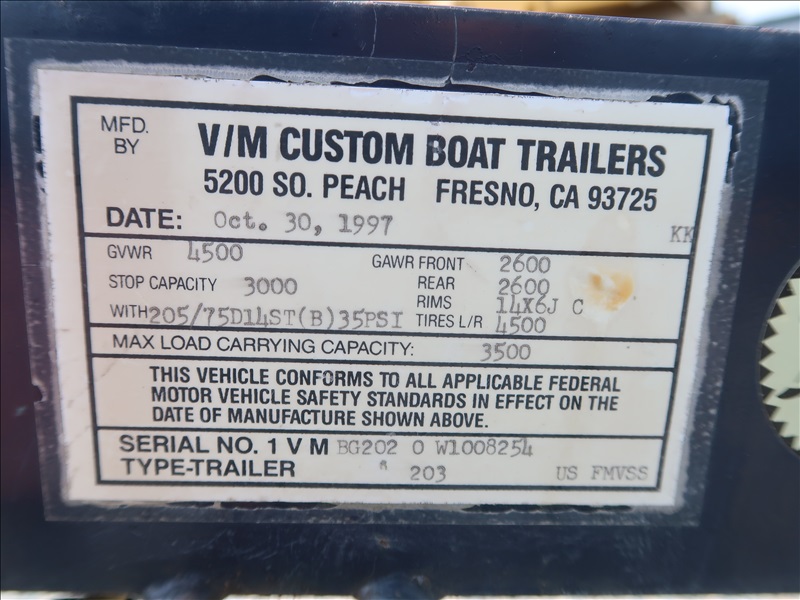 MFD.
BY
V/M CUSTOM BOAT TRAILERS
5200 SO. PEACH FRESNO, CA 93725
DATE: Oct. 30, 1997
KK
GVWR 4500 GAWR FRONT 2600
STOP CAPACITY 3000 REAR 2600
RIMS 14X6J C
WITH 205/75D14ST(B)35PSI TIRES L/R 4500
MAX LOAD CARRYING CAPACITY: 3500
THIS VEHICLE CONFORMS TO ALL APPLICABLE FEDERAL
MOTOR VEHICLE SAFETY STANDARDS IN EFFECT ON THE
DATE OF MANUFACTURE SHOWN ABOVE.
SERIAL NO. 1 V M BG202 0 W1008254
TYPE-TRAILER 203 US FMVSS